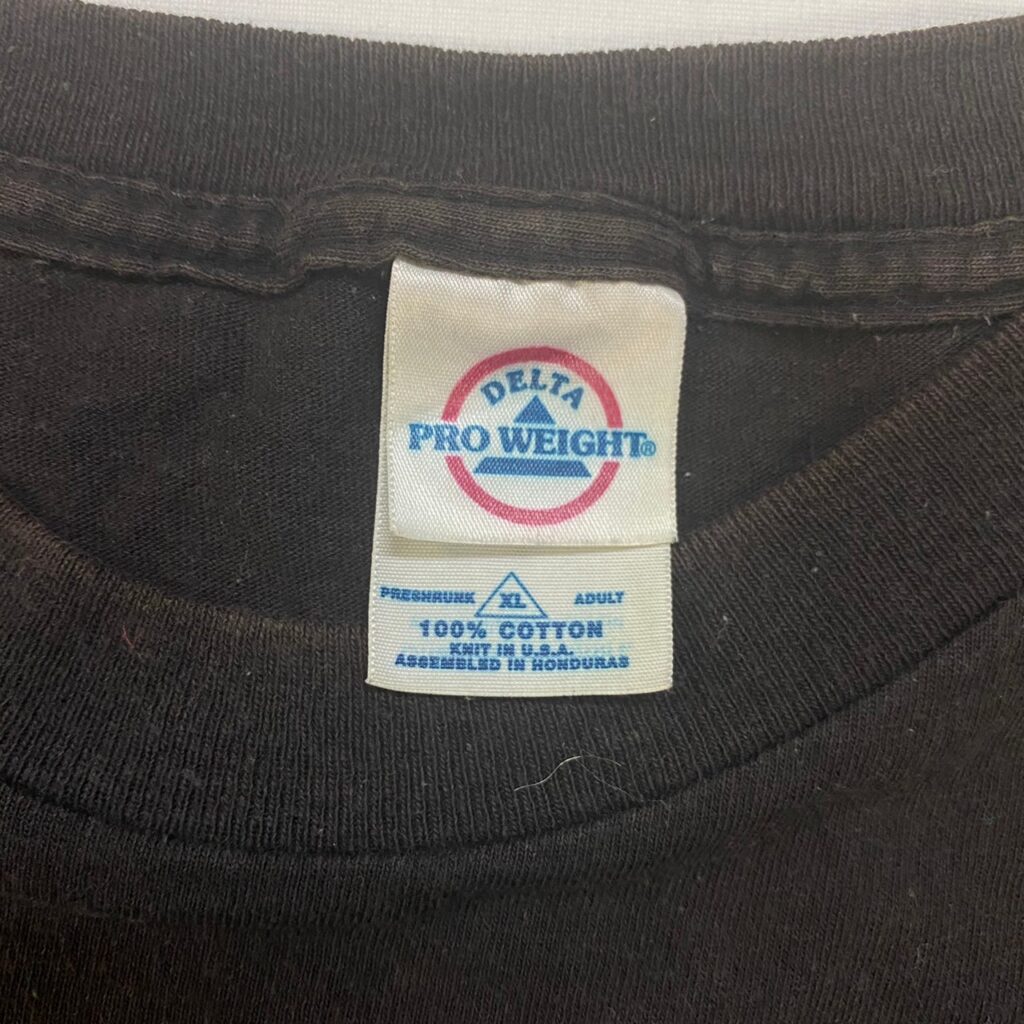 DELTA
PRO WEIGHT®
PRESHRUNK XL ADULT
100% COTTON
KNIT IN U.S.A.
ASSEMBLED IN HONDURAS